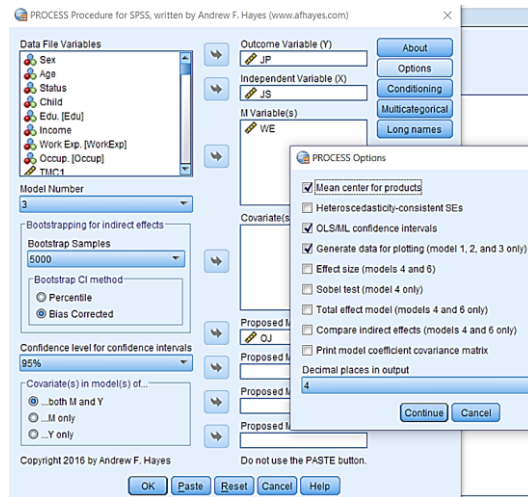 PROCESS Procedure for SPSS, written by Andrew F. Hayes (www.afhayes.com)
Data File Variables
Sex
Age
Status
Child
Edu. [Edu]
Income
Work Exp. [WorkExp]
Occup. [Occup]
TMC1
Model Number
3
Bootstrapping for indirect effects
Bootstrap Samples
5000
Bootstrap CI method
Percentile
Bias Corrected
Confidence level for confidence intervals
95%
Covariate(s) in model(s) of...
...both M and Y
...M only
...Y only
Copyright 2016 by Andrew F. Hayes
Outcome Variable (Y)
JP
Independent Variable (X)
JS
M Variable(s)
WE
Covariate(s
Proposed M
OJ
Proposed M
Proposed M
Proposed M
Do not use the PASTE button.
About
Options
Conditioning
Multicategorical
Long names
OK Paste Reset Cancel Help
PROCESS Options
Mean center for products
Heteroscedasticity-consistent SEs
OLS/ML confidence intervals
Generate data for plotting (model 1, 2, and 3 only)
Effect size (models 4 and 6)
Sobel test (model 4 only)
Total effect model (models 4 and 6 only)
Compare indirect effects (models 4 and 6 only)
Print model coefficient covariance matrix
Decimal places in output
4
Continue Cancel